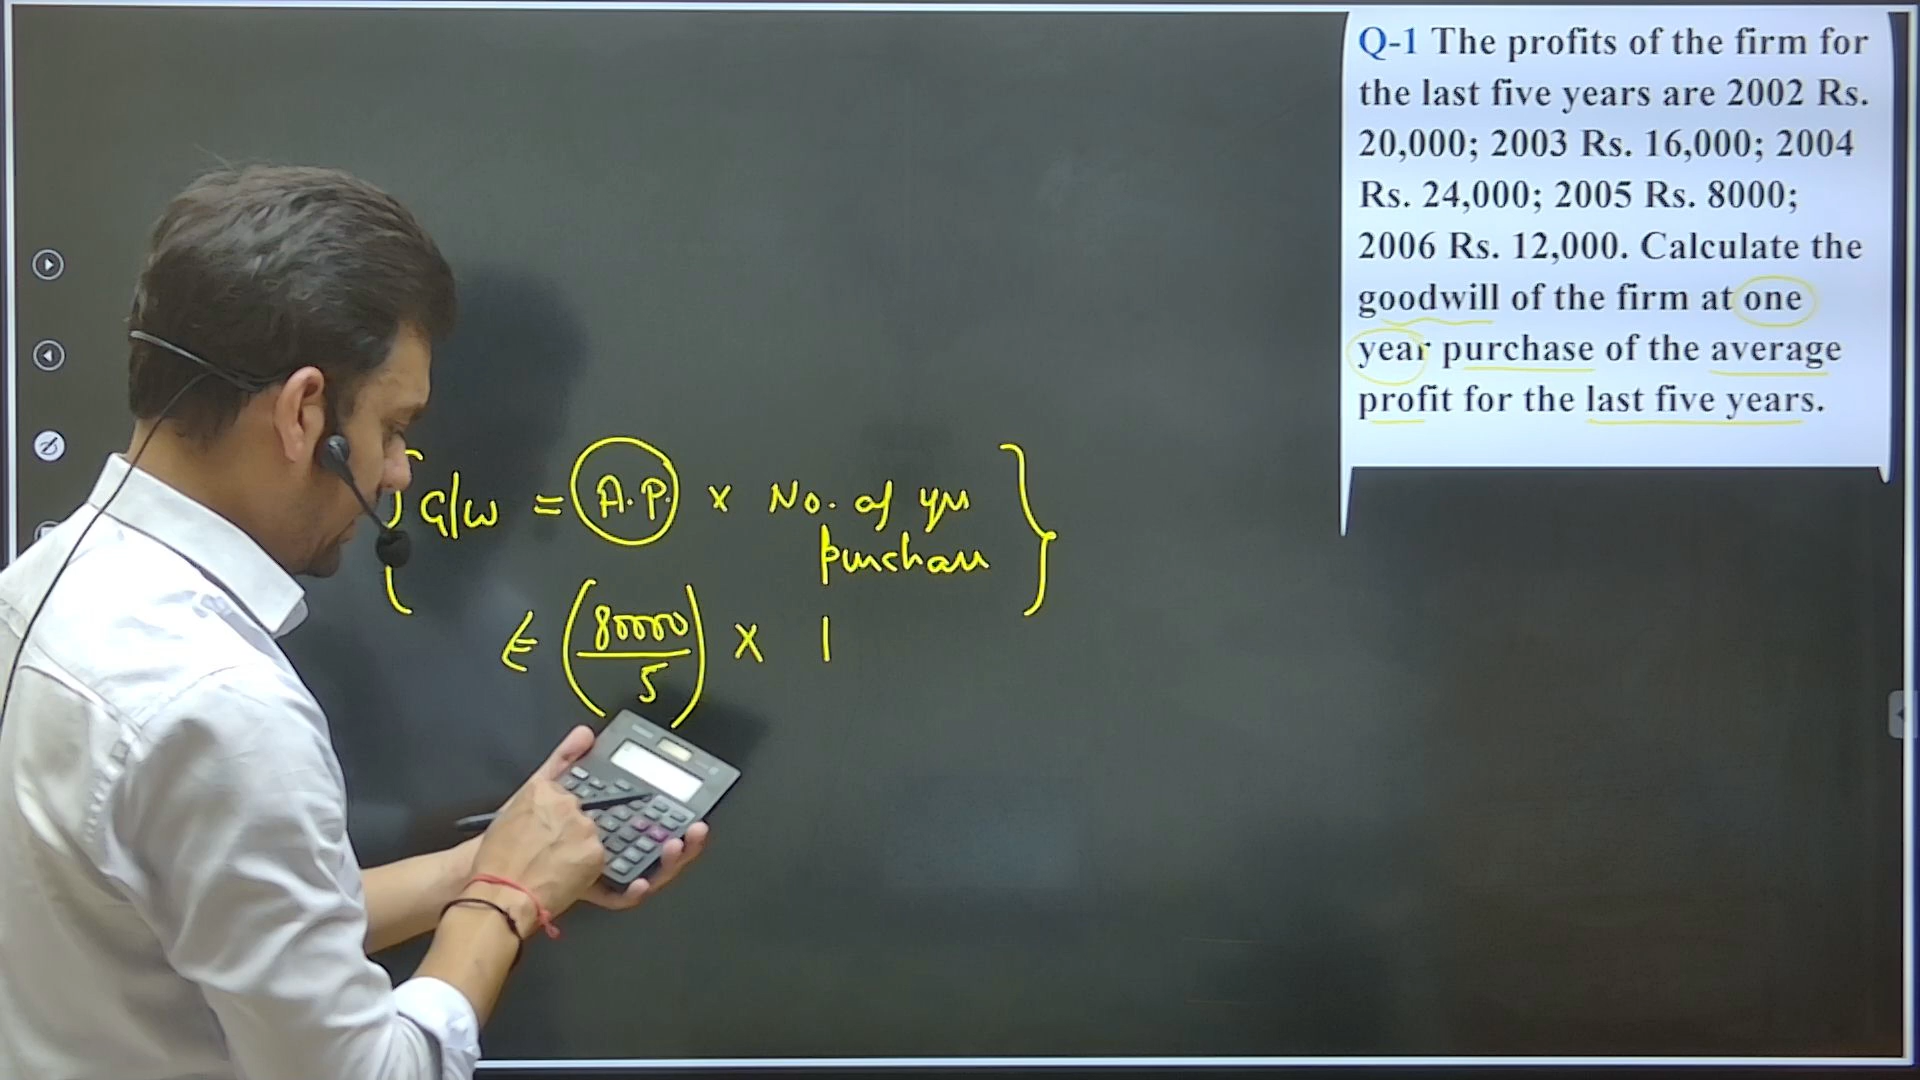 Q-1 The profits of the firm for
the last five years are 2002 Rs.
20,000; 2003 Rs. 16,000; 2004
Rs. 24,000; 2005 Rs. 8000;
2006 Rs. 12,000. Calculate the
goodwill of the firm at one
year purchase of the average
profit for the last five years.
G/w = A.P. × No. of yrs
purchase
= (80000/5) × 1